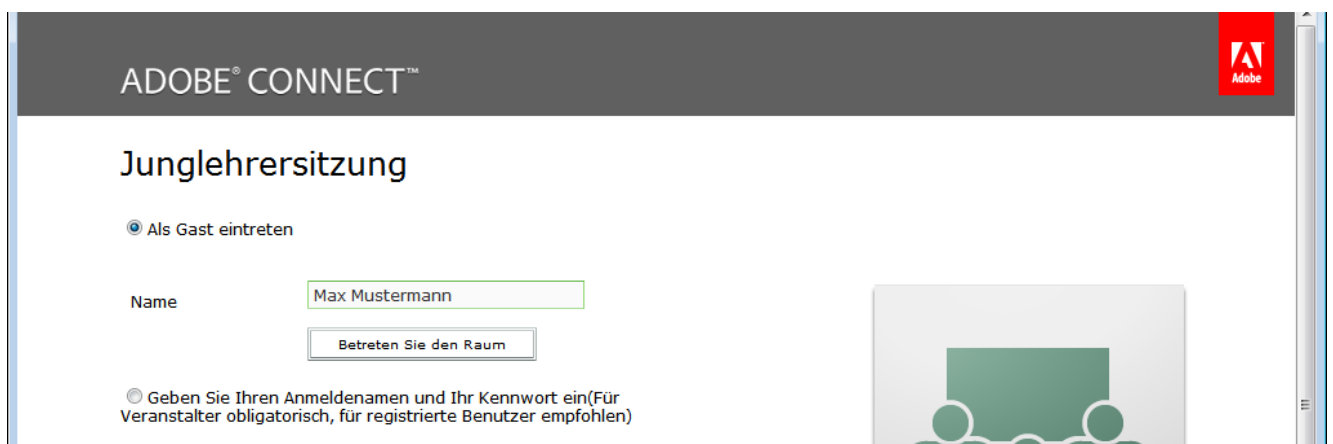 ADOBE® CONNECT™
Adobe
Junglehrersitzung
Als Gast eintreten
Name
Max Mustermann
Betreten Sie den Raum
Geben Sie Ihren Anmeldenamen und Ihr Kennwort ein(Für
Veranstalter obligatorisch, für registrierte Benutzer empfohlen)